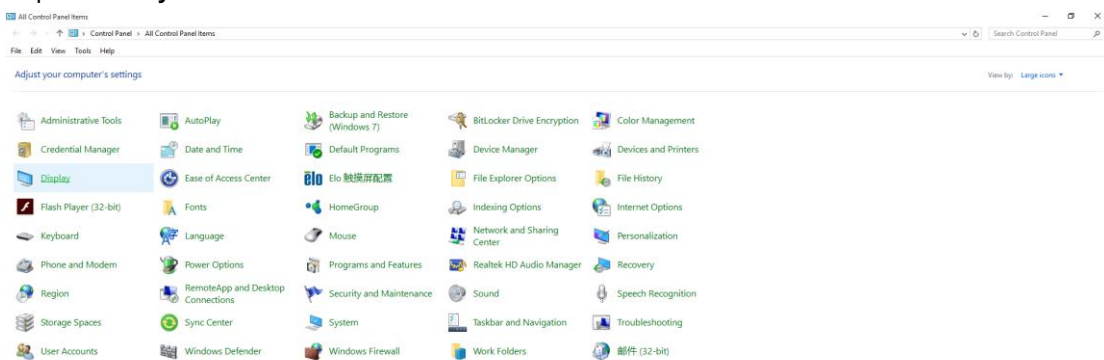 All Control Panel Items
Control Panel › All Control Panel Items
Search Control Panel
File Edit View Tools Help
Adjust your computer's settings
View by: Large icons
Administrative Tools
AutoPlay
Backup and Restore
(Windows 7)
BitLocker Drive Encryption
Color Management
Credential Manager
Date and Time
Default Programs
Device Manager
Devices and Printers
Display
Ease of Access Center
elo Elo 触摸屏配置
File Explorer Options
File History
Flash Player (32-bit)
Fonts
HomeGroup
Indexing Options
Internet Options
Keyboard
Language
Mouse
Network and Sharing
Center
Personalization
Phone and Modem
Power Options
Programs and Features
Realtek HD Audio Manager
Recovery
Region
RemoteApp and Desktop
Connections
Security and Maintenance
Sound
Speech Recognition
Storage Spaces
Sync Center
System
Taskbar and Navigation
Troubleshooting
User Accounts
Windows Defender
Windows Firewall
Work Folders
邮件 (32-bit)